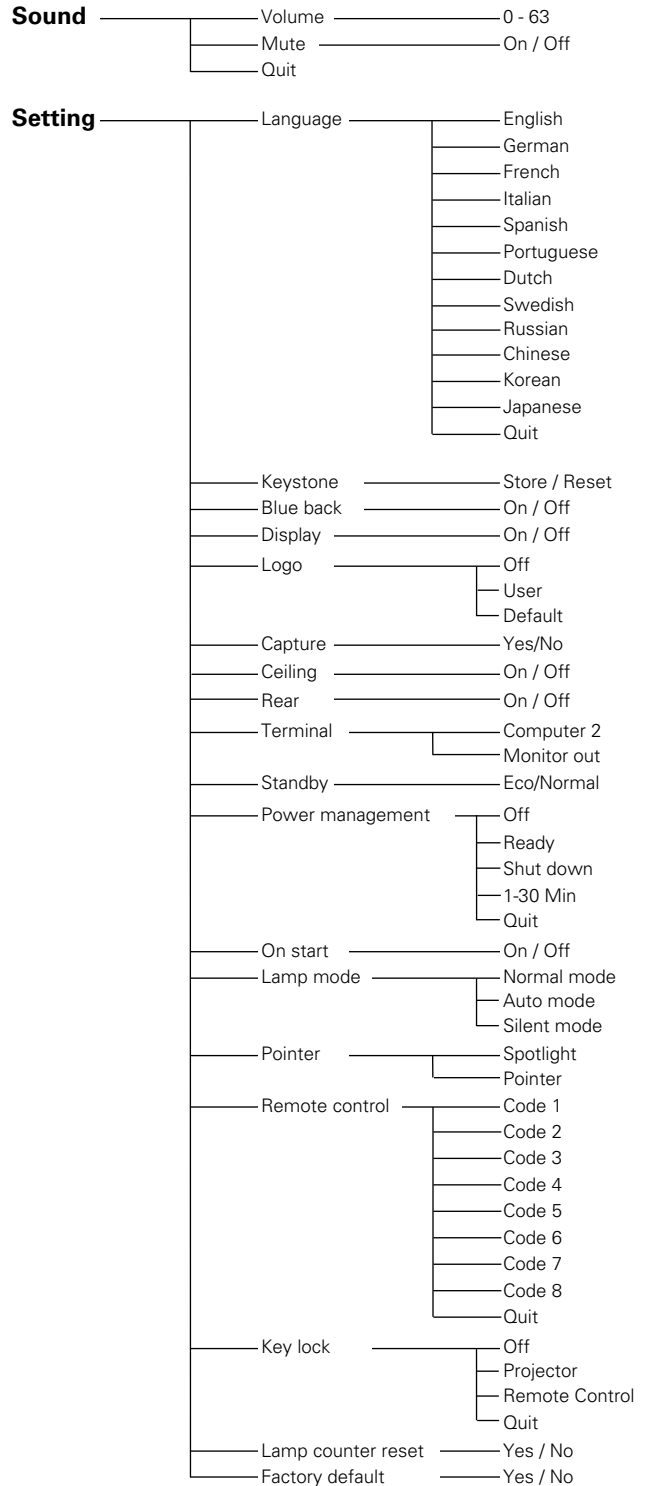 Sound Volume 0 - 63
Mute On / Off
Quit
Setting Language English
German
French
Italian
Spanish
Portuguese
Dutch
Swedish
Russian
Chinese
Korean
Japanese
Quit
Keystone Store / Reset
Blue back On / Off
Display On / Off
Logo Off
User
Default
Capture Yes/No
Ceiling On / Off
Rear On / Off
Terminal Computer 2
Monitor out
Standby Eco/Normal
Power management Off
Ready
Shut down
1-30 Min
Quit
On start On / Off
Lamp mode Normal mode
Auto mode
Silent mode
Pointer Spotlight
Pointer
Remote control Code 1
Code 2
Code 3
Code 4
Code 5
Code 6
Code 7
Code 8
Quit
Key lock Off
Projector
Remote Control
Quit
Lamp counter reset Yes / No
Factory default Yes / No